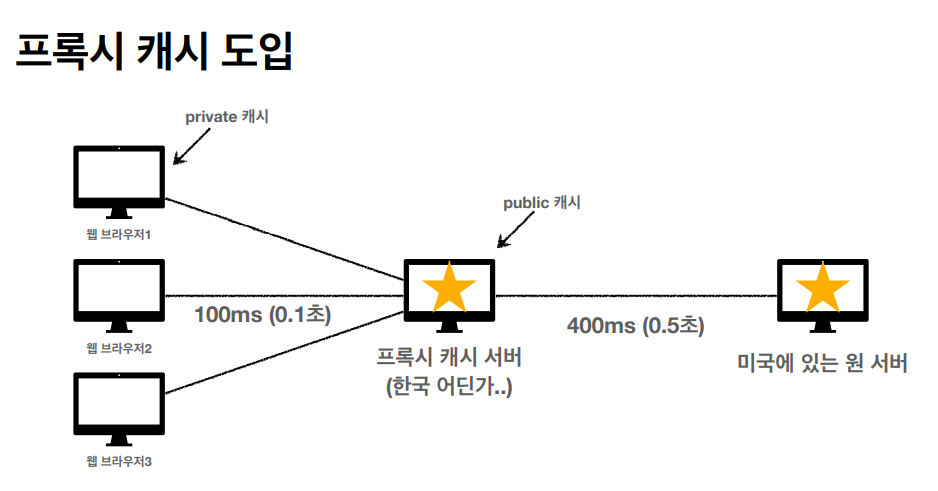 프록시 캐시 도입
private 캐시
public 캐시
웹 브라우저1
웹 브라우저2
웹 브라우저3
100ms (0.1초)
400ms (0.5초)
프록시 캐시 서버
(한국 어딘가..)
미국에 있는 원 서버